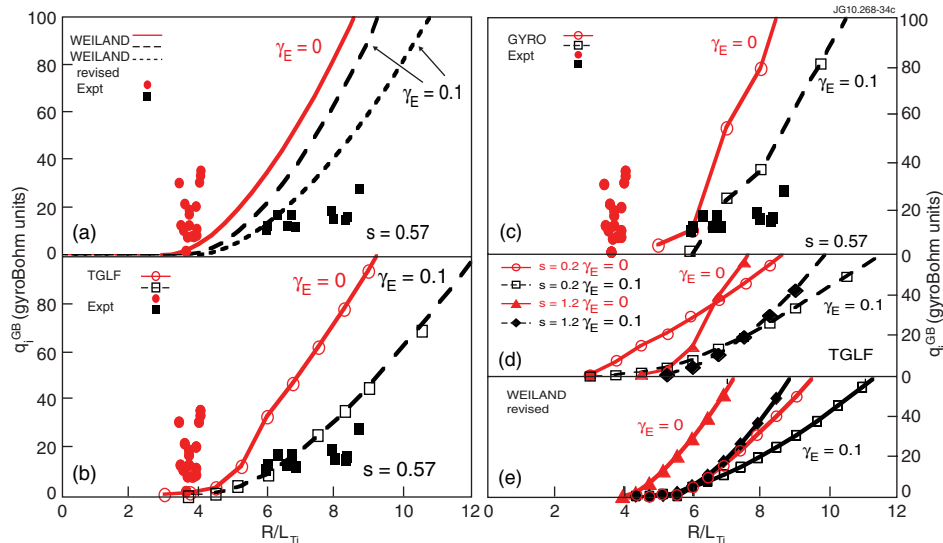 JG10.268-34c
100
(a)
WEILAND
WEILAND
revised
Expt
γE = 0
γE = 0.1
80
60
40
20
0
s = 0.57
qiGB (gyroBohm units)
100
GYRO
Expt
(c)
γE = 0
γE = 0.1
80
60
40
20
0
s = 0.57
qiGB (gyroBohm units)
TGLF
Expt
(b)
γE = 0
γE = 0.1
80
60
40
20
0
s = 0.57
0
2
4
6
8
10
12
R/LTi
s = 0.2 γE = 0
s = 0.2 γE = 0.1
s = 1.2 γE = 0
s = 1.2 γE = 0.1
γE = 0
γE = 0.1
(d)
TGLF
40
20
0
WEILAND
revised
γE = 0
γE = 0.1
(e)
40
20
0
2
4
6
8
10
12
R/LTi